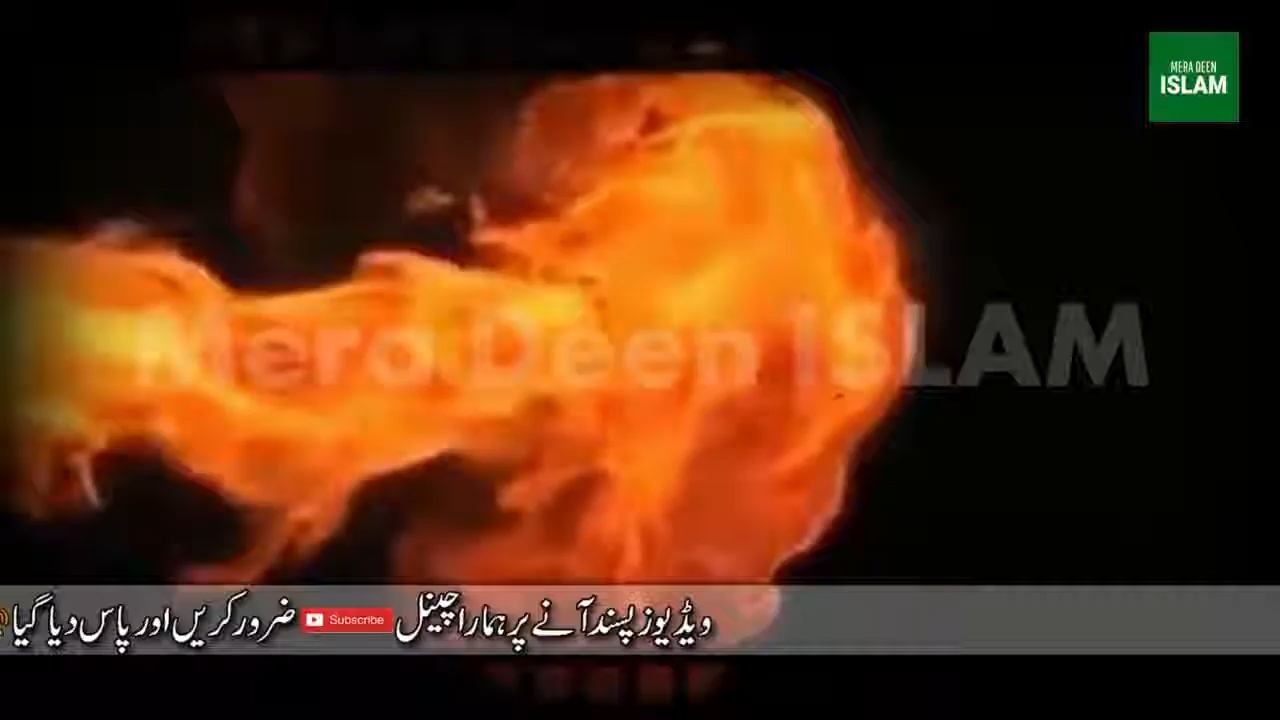 MERA DEEN
ISLAM
Mera Deen ISLAM
ویڈیوز پسند آنے پر ہمارا چینل Subscribe ضرور کریں اور پاس دیا گیا